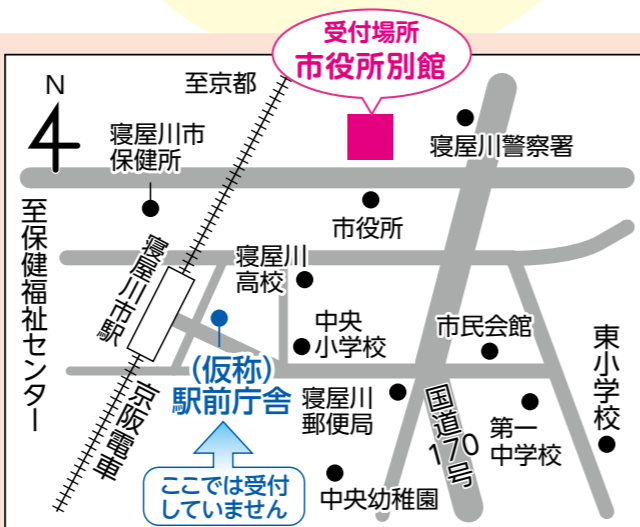 受付場所
市役所別館
N
至京都
寝屋川市
保健所
寝屋川警察署
至保健福祉センター
市役所
寝屋川市駅
寝屋川
高校
中央
小学校
市民会館
東小学校
(仮称)
駅前庁舎
京阪電車
寝屋川
郵便局
国道170号
第一
中学校
ここでは受付
していません
中央幼稚園